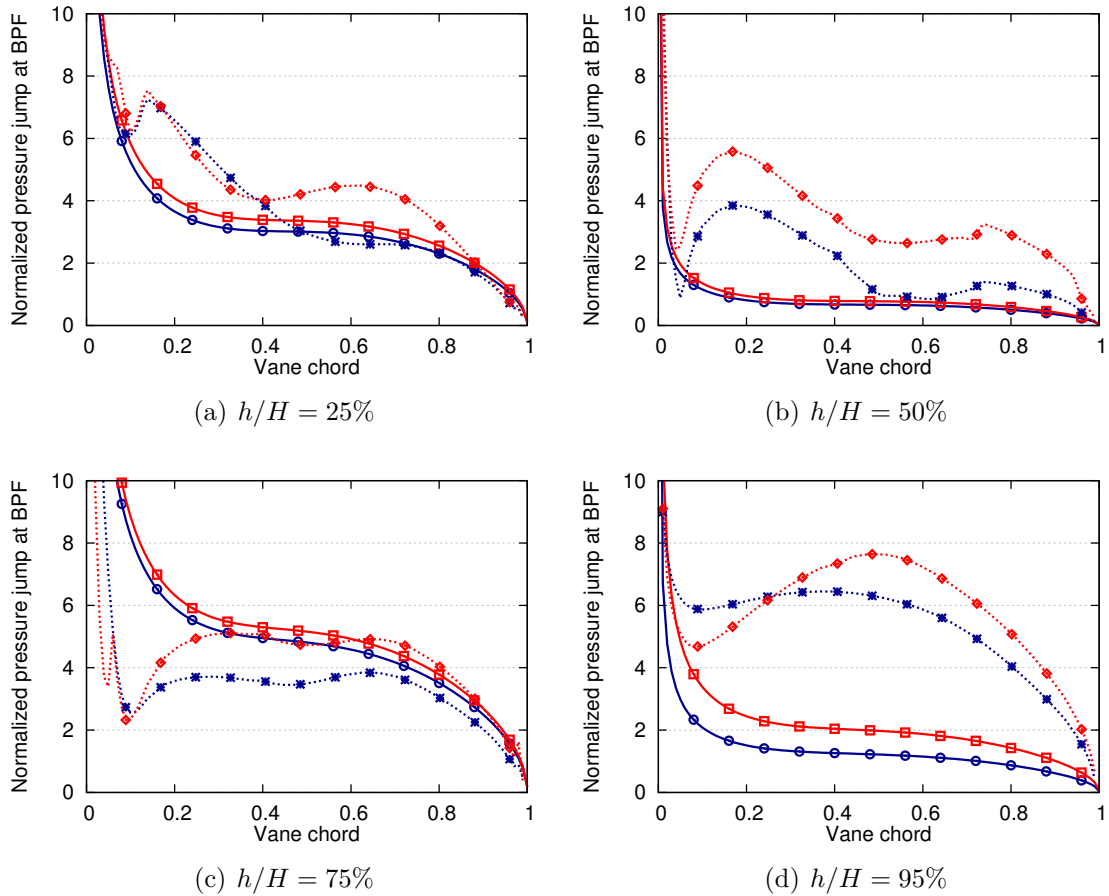 Normalized pressure jump at BPF
10
8
6
4
2
0
0 0.2 0.4 0.6 0.8 1
Vane chord
(a) h/H = 25%
Normalized pressure jump at BPF
10
8
6
4
2
0
0 0.2 0.4 0.6 0.8 1
Vane chord
(b) h/H = 50%
Normalized pressure jump at BPF
10
8
6
4
2
0
0 0.2 0.4 0.6 0.8 1
Vane chord
(c) h/H = 75%
Normalized pressure jump at BPF
10
8
6
4
2
0
0 0.2 0.4 0.6 0.8 1
Vane chord
(d) h/H = 95%